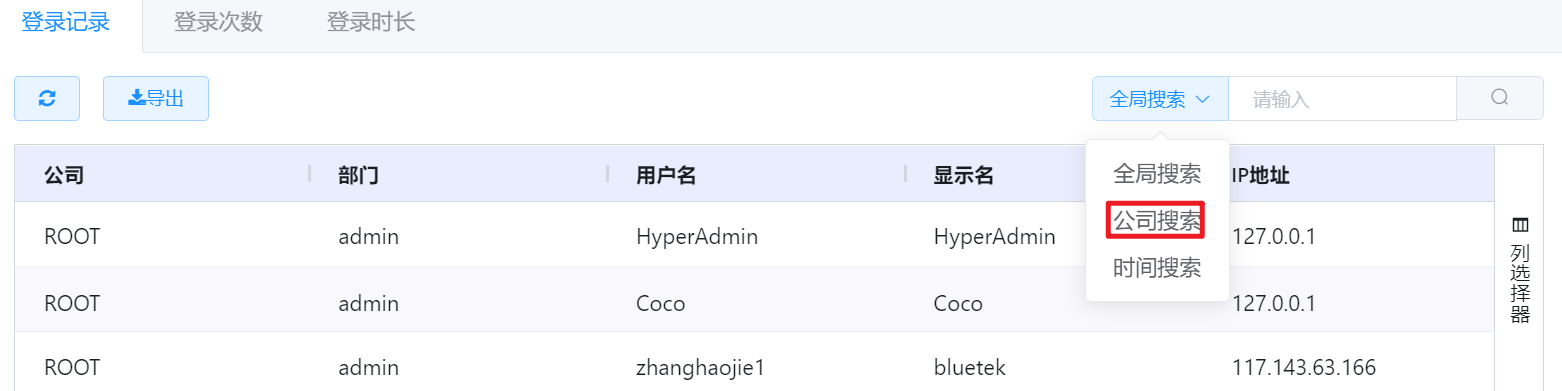 登录记录 登录次数 登录时长
导出 全局搜索 请输入
公司 部门 用户名 显示名 IP地址
全局搜索
公司搜索
时间搜索
ROOT admin HyperAdmin HyperAdmin 127.0.0.1
ROOT admin Coco Coco 127.0.0.1
ROOT admin zhanghaojie1 bluetek 117.143.63.166
列选择器